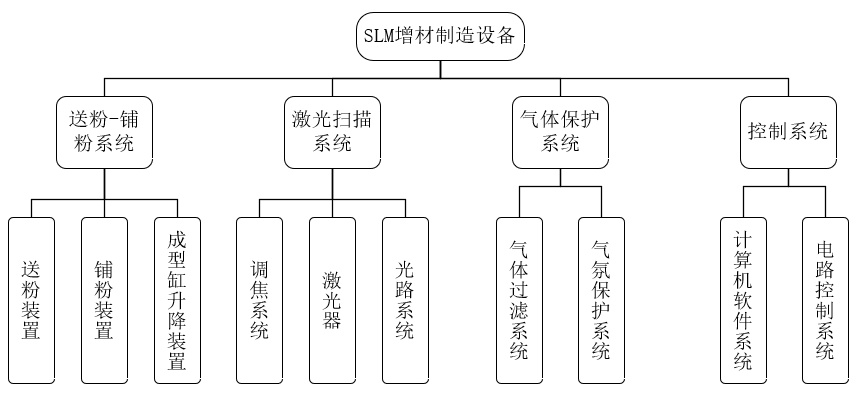 SLM增材制造设备
送粉-铺
粉系统
激光扫描
系统
气体保护
系统
控制系统
送粉装置
铺粉装置
成型缸升降装置
调焦系统
激光器
光路系统
气体过滤系统
气氛保护系统
计算机软件系统
电路控制系统